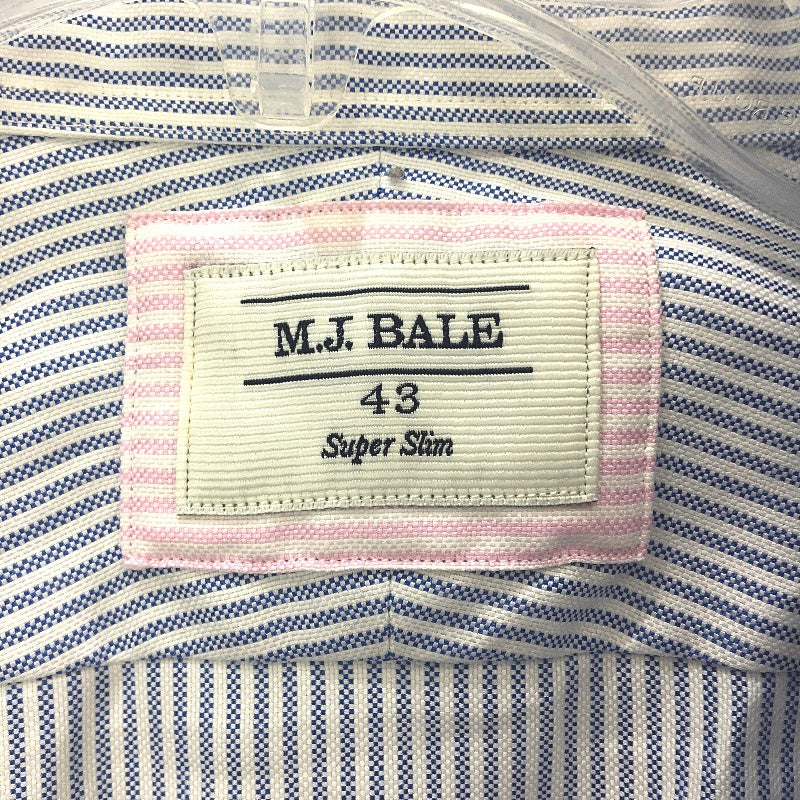 M.J. BALE
43
Super Slim